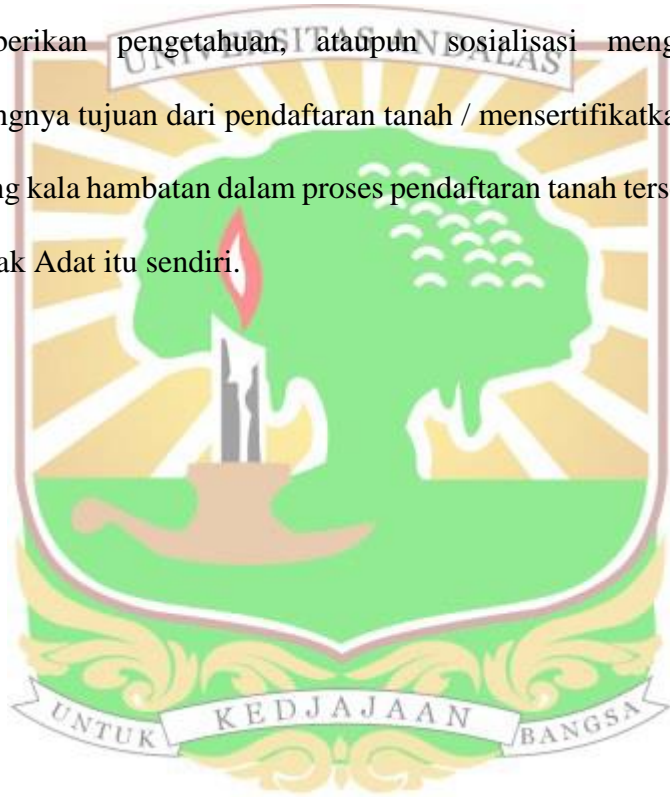 berikan pengetahuan, ataupun sosialisasi meng
UNIVERSITAS ANDALAS
ngnya tujuan dari pendaftaran tanah / mensertifikatka
ng kala hambatan dalam proses pendaftaran tanah ters
ak Adat itu sendiri.
UNTUK KEDJAJAAN BANGSA